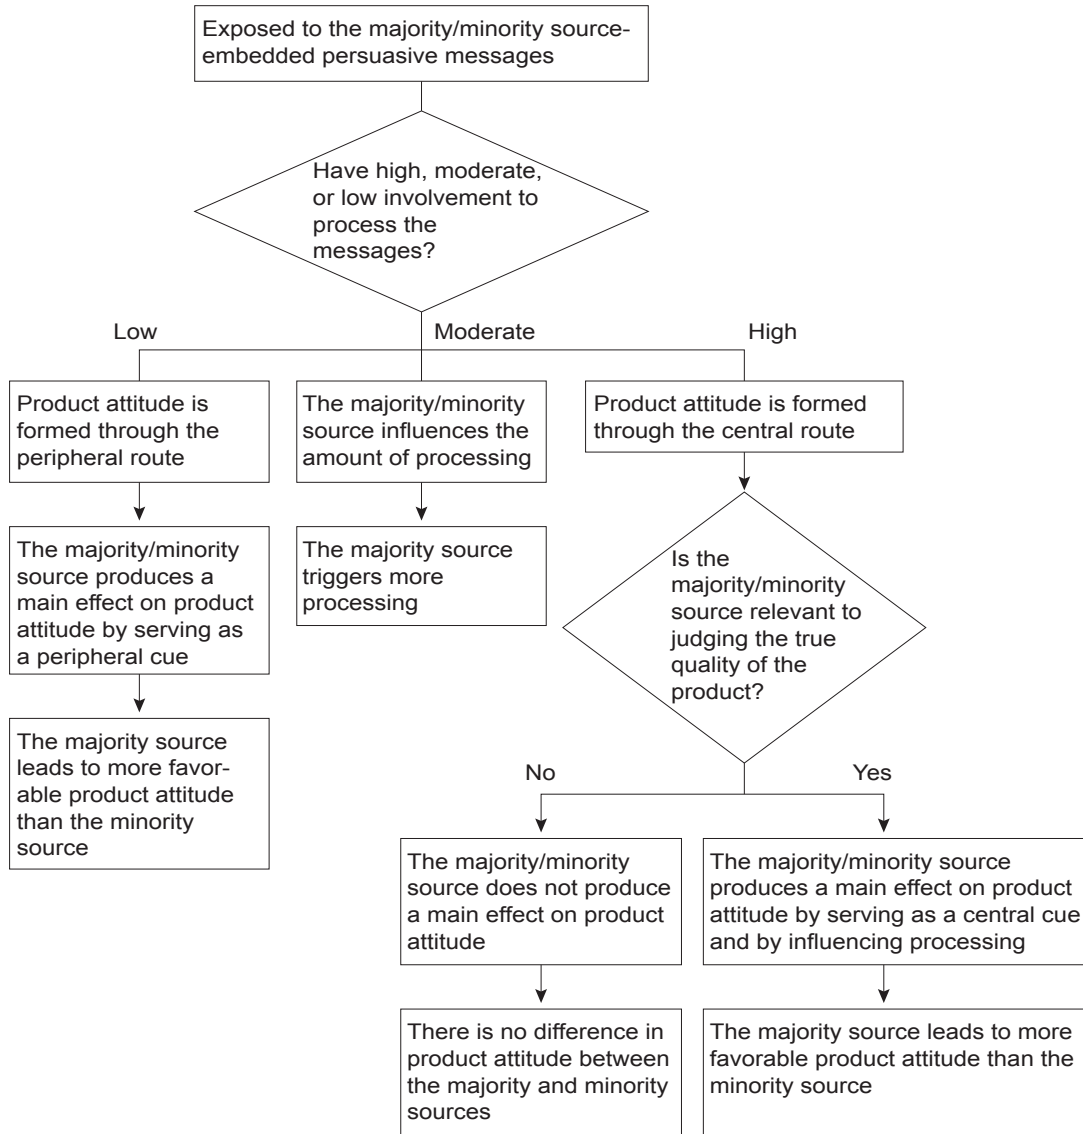 Exposed to the majority/minority source-
embedded persuasive messages
Have high, moderate,
or low involvement to
process the
messages?
Low
Moderate
High
Product attitude is
formed through the
peripheral route
The majority/minority
source influences the
amount of processing
Product attitude is formed
through the central route
The majority/minority
source produces a
main effect on product
attitude by serving as
a peripheral cue
The majority source
triggers more
processing
Is the
majority/minority
source relevant to
judging the true
quality of the
product?
The majority source
leads to more favor-
able product attitude
than the minority
source
No
Yes
The majority/minority
source does not produce
a main effect on product
attitude
The majority/minority source
produces a main effect on product
attitude by serving as a central cue
and by influencing processing
There is no difference in
product attitude between
the majority and minority
sources
The majority source leads to more
favorable product attitude than the
minority source